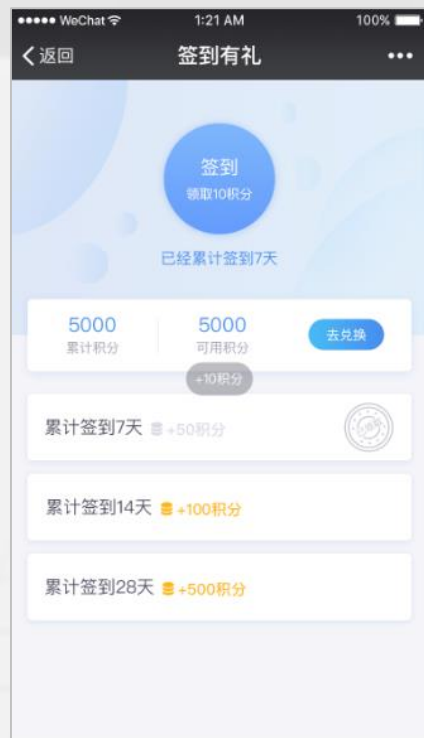 WeChat 1:21 AM 100%
返回 签到有礼
签到
领取10积分
已经累计签到7天
5000 5000 去兑换
累计积分 可用积分
+10积分
累计签到7天 +50积分
累计签到14天 +100积分
累计签到28天 +500积分